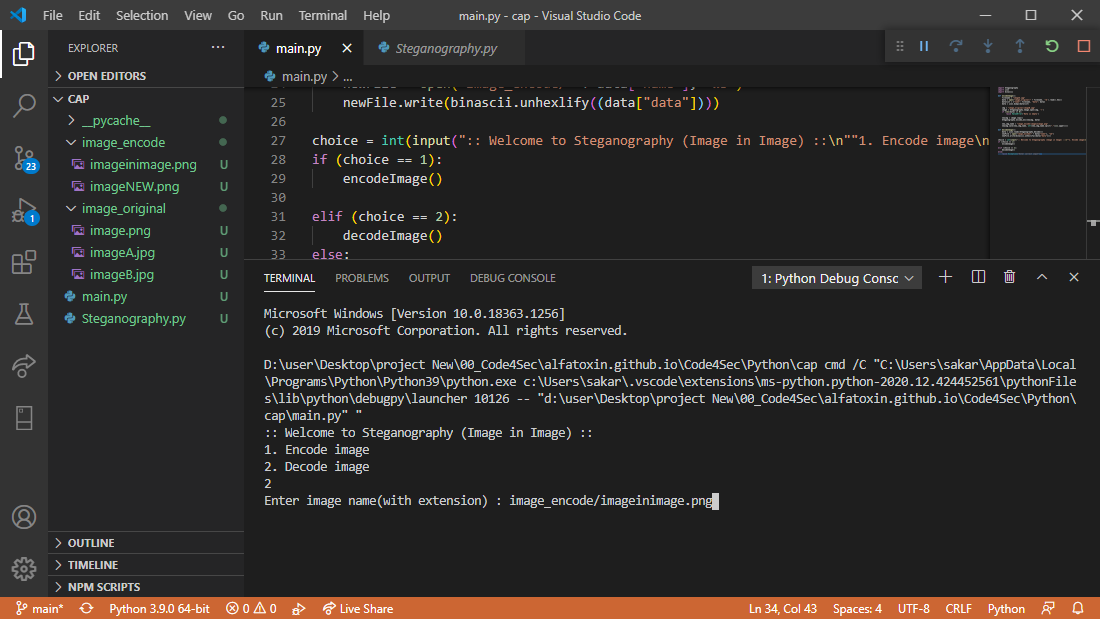 File Edit Selection View Go Run Terminal Help main.py - cap - Visual Studio Code
EXPLORER
OPEN EDITORS
CAP
__pycache__
image_encode
imageinimage.png U
imageNEW.png U
image_original
image.png U
imageA.jpg U
imageB.jpg U
main.py U
Steganography.py U
23
1
OUTLINE
TIMELINE
NPM SCRIPTS
main.py Steganography.py
main.py > ...
25 newFile.write(binascii.unhexlify((data["data"])))
26
27 choice = int(input(":: Welcome to Steganography (Image in Image) ::\n""1. Encode image\n
28 if (choice == 1):
29 encodeImage()
30
31 elif (choice == 2):
32 decodeImage()
33 else:
TERMINAL PROBLEMS OUTPUT DEBUG CONSOLE 1: Python Debug Consc
Microsoft Windows [Version 10.0.18363.1256]
(c) 2019 Microsoft Corporation. All rights reserved.
D:\user\Desktop\project New\00_Code4Sec\alfatoxin.github.io\Code4Sec\Python\cap cmd /C "C:\Users\sakar\AppData\Local
\Programs\Python\Python39\python.exe c:\Users\sakar\.vscode\extensions\ms-python.python-2020.12.424452561\pythonFile
s\lib\python\debugpy\launcher 10126 -- "d:\user\Desktop\project New\00_Code4Sec\alfatoxin.github.io\Code4Sec\Python\
cap\main.py" "
:: Welcome to Steganography (Image in Image) ::
1. Encode image
2. Decode image
2
Enter image name(with extension) : image_encode/imageinimage.png
main* Python 3.9.0 64-bit 0 0 Live Share Ln 34, Col 43 Spaces: 4 UTF-8 CRLF Python